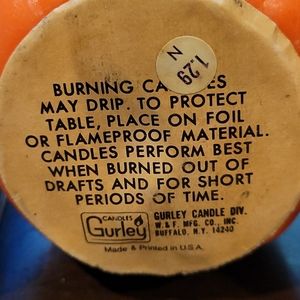 1.29
N
BURNING CA ES
MAY DRIP. TO PROTECT
TABLE, PLACE ON FOIL
OR FLAMEPROOF MATERIAL.
CANDLES PERFORM BEST
WHEN BURNED OUT OF
DRAFTS AND FOR SHORT
PERIODS OF TIME.
CANDLES
Gurley
GURLEY CANDLE DIV.
W. & F. MFG. CO., INC.
BUFFALO, N.Y. 14240
Made & Printed in U.S.A.